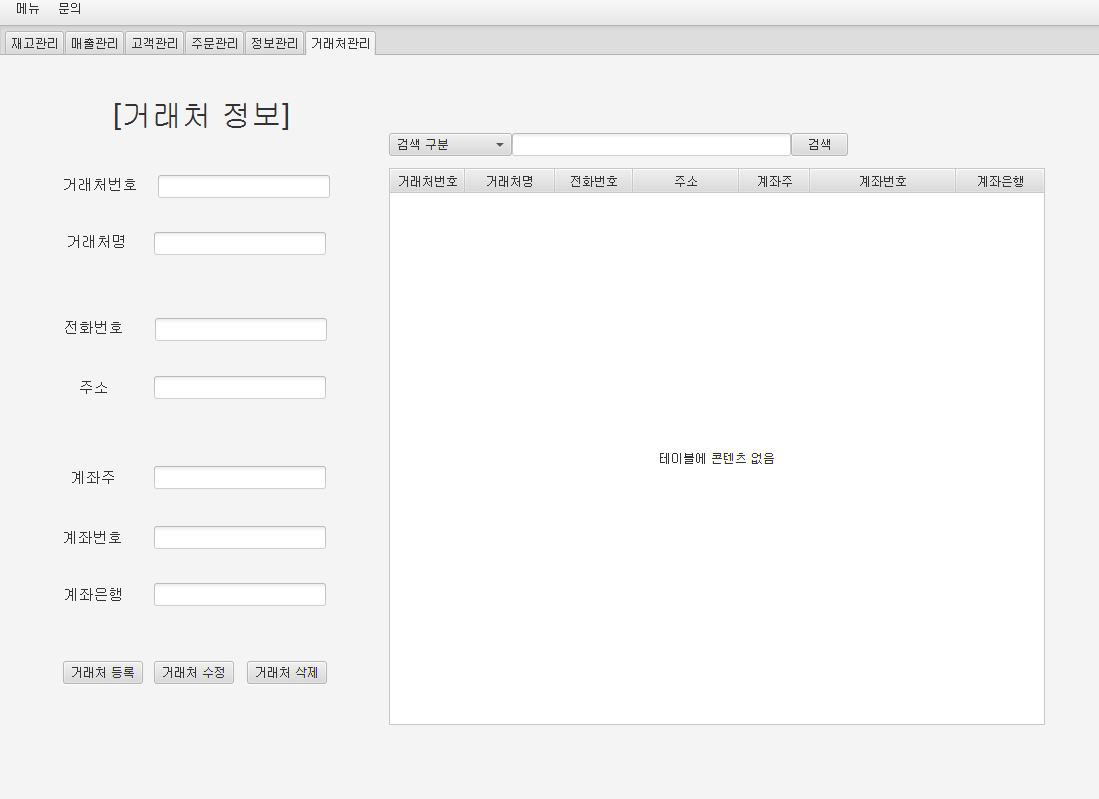 메뉴 문의
재고관리 매출관리 고객관리 주문관리 정보관리 거래처관리
[거래처 정보]
검색 구분 검색
거래처번호
거래처번호 거래처명 전화번호 주소 계좌주 계좌번호 계좌은행
거래처명
전화번호
주소
테이블에 콘텐츠 없음
계좌주
계좌번호
계좌은행
거래처 등록 거래처 수정 거래처 삭제